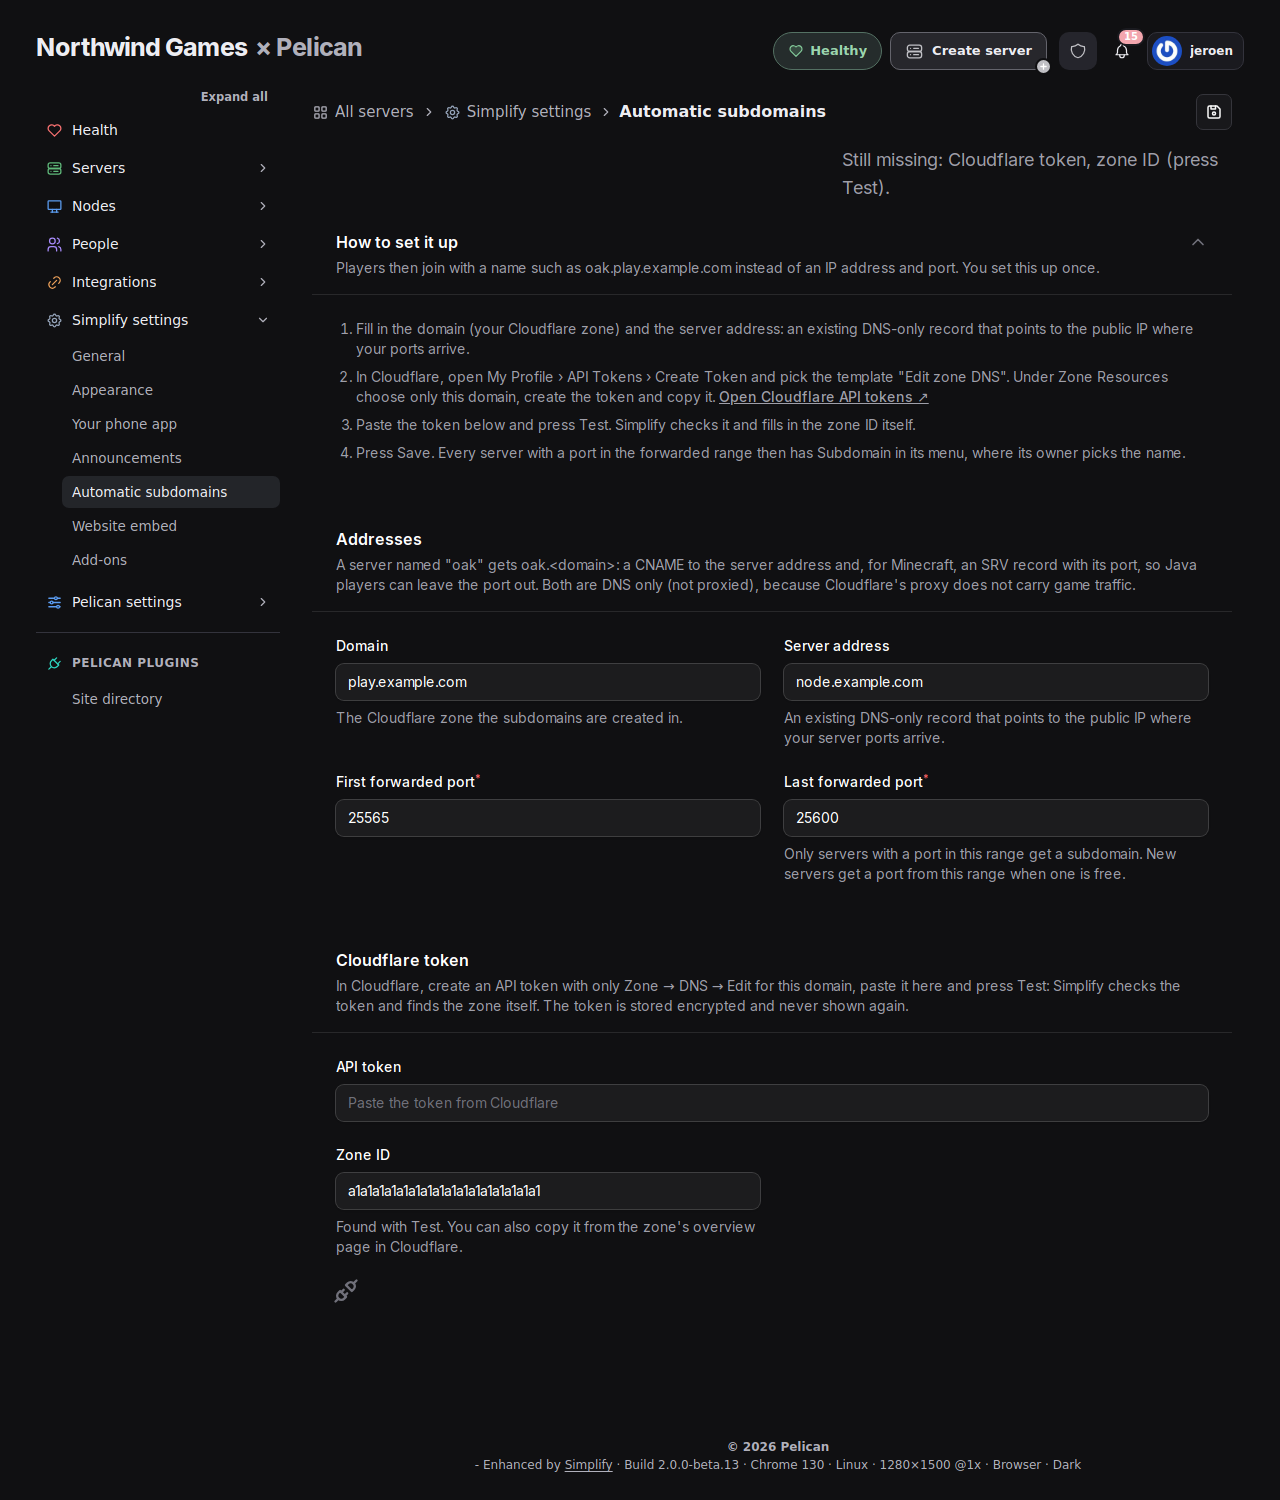 Northwind Games × Pelican
Healthy
Create server
15
jeroen
Expand all
Health
Servers
Nodes
People
Integrations
Simplify settings
General
Appearance
Your phone app
Announcements
Automatic subdomains
Website embed
Add-ons
Pelican settings
PELICAN PLUGINS
Site directory
All servers
Simplify settings
Automatic subdomains
Still missing: Cloudflare token, zone ID (press
Test).
How to set it up
Players then join with a name such as oak.play.example.com instead of an IP address and port. You set this up once.
1. Fill in the domain (your Cloudflare zone) and the server address: an existing DNS-only record that points to the public IP where
your ports arrive.
2. In Cloudflare, open My Profile › API Tokens › Create Token and pick the template "Edit zone DNS". Under Zone Resources
choose only this domain, create the token and copy it. Open Cloudflare API tokens ↗
3. Paste the token below and press Test. Simplify checks it and fills in the zone ID itself.
4. Press Save. Every server with a port in the forwarded range then has Subdomain in its menu, where its owner picks the name.
Addresses
A server named "oak" gets oak.<domain>: a CNAME to the server address and, for Minecraft, an SRV record with its port, so Java
players can leave the port out. Both are DNS only (not proxied), because Cloudflare's proxy does not carry game traffic.
Domain
play.example.com
The Cloudflare zone the subdomains are created in.
Server address
node.example.com
An existing DNS-only record that points to the public IP where
your server ports arrive.
First forwarded port*
25565
Last forwarded port*
25600
Only servers with a port in this range get a subdomain. New
servers get a port from this range when one is free.
Cloudflare token
In Cloudflare, create an API token with only Zone → DNS → Edit for this domain, paste it here and press Test: Simplify checks the
token and finds the zone itself. The token is stored encrypted and never shown again.
API token
Paste the token from Cloudflare
Zone ID
a1a1a1a1a1a1a1a1a1a1a1a1a1a1a1a1
Found with Test. You can also copy it from the zone's overview
page in Cloudflare.
© 2026 Pelican
- Enhanced by Simplify · Build 2.0.0-beta.13 · Chrome 130 · Linux · 1280×1500 @1x · Browser · Dark